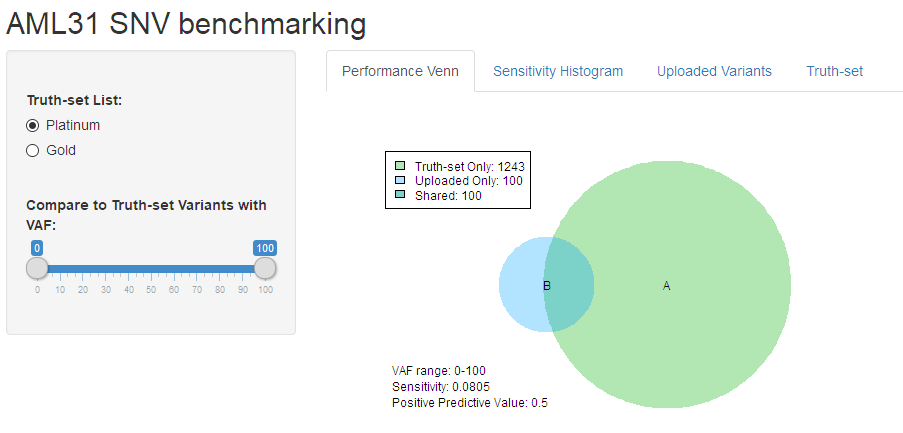 AML31 SNV benchmarking
Truth-set List:
Platinum
Gold
Compare to Truth-set Variants with
VAF:
0 100
0 10 20 30 40 50 60 70 80 90 100
Performance Venn Sensitivity Histogram Uploaded Variants Truth-set
Truth-set Only: 1243
Uploaded Only: 100
Shared: 100
B A
VAF range: 0-100
Sensitivity: 0.0805
Positive Predictive Value: 0.5